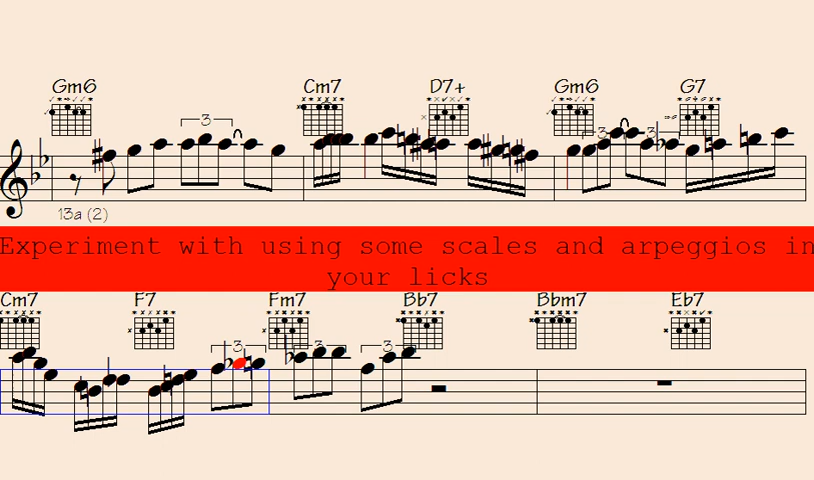 Gm6 Cm7 D7+ Gm6 G7
3 3 3
13a (2)
Experiment with using some scales and arpeggios in
your licks
Cm7 F7 Fm7 Bb7 Bbm7 Eb7
3 3 3